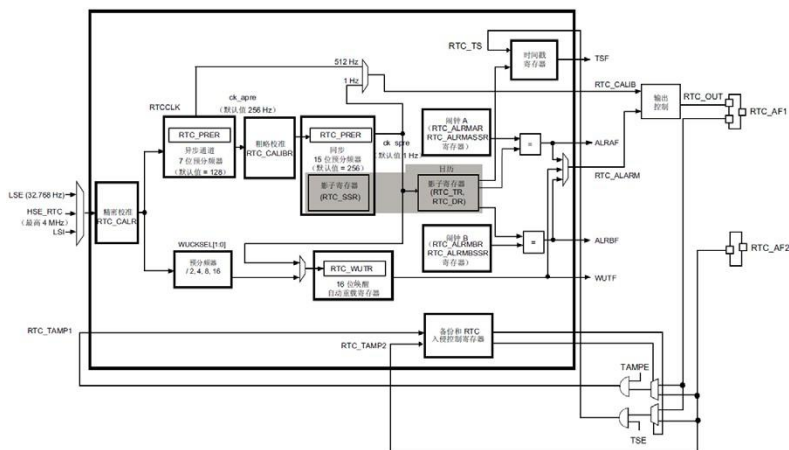 RTC_TS
时间戳
寄存器
TSF
512 Hz
1 Hz
RTC_CALIB
输出
控制
RTC_OUT
RTC_AF1
ck_apre
(默认值 256 Hz)
RTCCLK
RTC_PRER
异步通道
7 位预分频器
(默认值 = 128)
粗略校准
RTC_CALIBR
RTC_PRER
同步
15 位预分频器
(默认值 = 256)
影子寄存器
(RTC_SSR)
ck_spre
(默认值 1 Hz)
闹钟 A
(RTC_ALRMAR
RTC_ALRMASSR
寄存器)
=
ALRAF
RTC_ALARM
日历
影子寄存器
(RTC_TR,
RTC_DR)
闹钟 B
(RTC_ALRMBR
RTC_ALRMBSSR
寄存器)
=
ALRBF
RTC_AF2
LSE (32.768 Hz)
HSE_RTC
(最高 4 MHz)
LSI
精密校准
RTC_CALR
WUCKSEL[1:0]
预分频器
/ 2, 4, 8, 16
RTC_WUTR
16 位唤醒
自动重载寄存器
WUTF
RTC_TAMP1
RTC_TAMP2
备份和 RTC
入侵控制寄存器
TAMPE
TSE